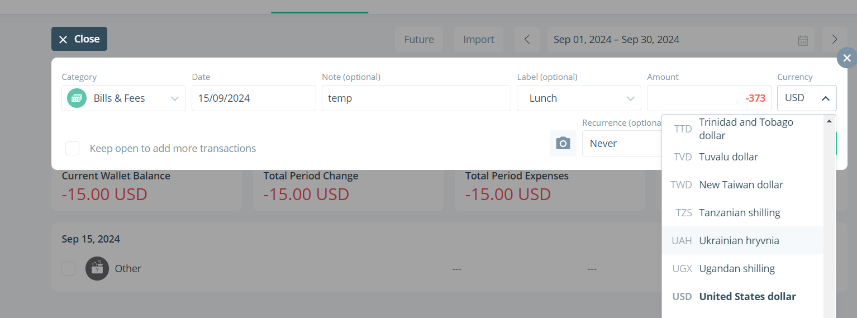 Close
Future
Import
Sep 01, 2024 – Sep 30, 2024
Category
Date
Note (optional)
Label (optional)
Amount
Currency
Bills & Fees
15/09/2024
temp
Lunch
-373
USD
Keep open to add more transactions
Recurrence (optiona
Never
TTD Trinidad and Tobago
dollar
TVD Tuvalu dollar
TWD New Taiwan dollar
TZS Tanzanian shilling
UAH Ukrainian hryvnia
UGX Ugandan shilling
USD United States dollar
Current Wallet Balance
-15.00 USD
Total Period Change
-15.00 USD
Total Period Expenses
-15.00 USD
Sep 15, 2024
Other
---
---